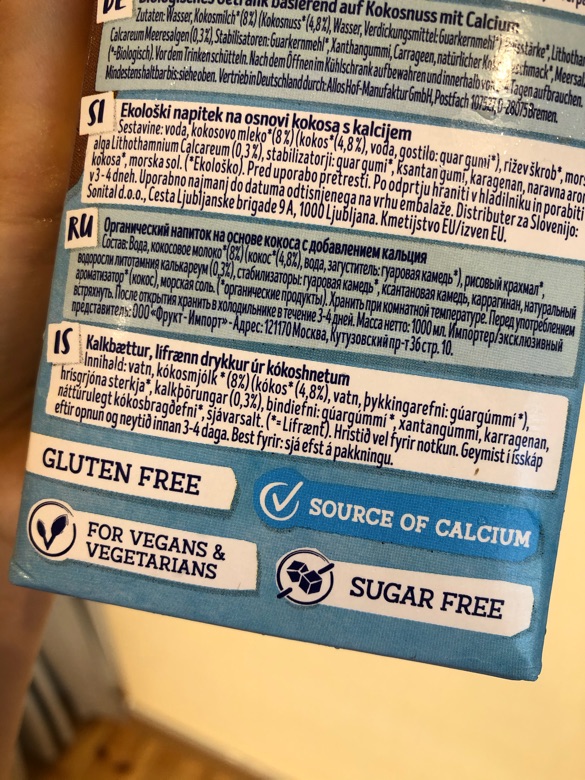 DE
Biologisches Getränk basierend auf Kokosnuss mit Calcium
Zutaten: Wasser, Kokosmilch* (8%) (Kokosnuss* (4,8%), Wasser, Verdickungsmittel: Guarkernmehl*),
Calcareum Meeresalgen (0,3%), Stabilisatoren: Guarkernmehl*, Xanthangummi, Carrageen, natürlicher
(*=Biologisch). Vor dem Trinken schütteln. Nach dem Öffnen im Kühlschrank aufbewahren und innerhalb von Tagen aufbrauchen.
Mindestens haltbar bis: siehe oben. Vertrieb in Deutschland durch: Allos Hof-Manufaktur GmbH, Postfach D-28075 Bremen.
SI
Ekološki napitek na osnovi kokosa s kalcijem
Sestavine: voda, kokosovo mleko* (8%) (kokos* (4,8%), voda, gostilo: guar gumi*), rižev škrob*,
alga Lithothamnium Calcareum (0,3%), stabilizatorji: guar gumi*, ksantan gumi, karagenan, naravna
kokosa*, morska sol. (*Ekološko). Pred uporabo pretresti. Po odprtju hraniti v hladilniku in porabiti
v 3-4 dneh. Uporabno najmanj do datuma odtisnjenega na vrhu embalaže. Distributer za Slovenijo:
Sonital d.o.o., Cesta Ljubljanske brigade 9 A, 1000 Ljubljana. Kmetijstvo EU/izven EU.
RU
Органический напиток на основе кокоса с добавлением кальция
Состав: Вода, кокосовое молоко* (8%) (кокос* (4,8%), вода, загуститель: гуаровая камедь*), рисовый крахмал*,
водоросли литотамния калькареум (0,3%), стабилизаторы: гуаровая камедь*, ксантановая камедь, каррагинан, натуральный
ароматизатор* (кокос), морская соль. (*органические продукты). Хранить при комнатной температуре. Перед употреблением
встряхнуть. После открытия хранить в холодильнике в течение 3-4 дней. Масса нетто: 1000 мл. Импортер/эксклюзивный
представитель: ООО «Фрукт - Импорт» - Адрес: 121170 Москва, Кутузовский пр-т 36 стр. 10.
IS
Kalkbættur, lífrænn drykkur úr kókoshnetum
Innihald: vatn, kókosmjólk* (8%) (kókos* (4,8%), vatn, þykkingarefni: gúargúmmí*),
hrísgrjóna sterkja*, kalkþörungar (0,3%), bindiefni: gúargúmmí*, xantangúmmí, karragenan,
náttúrulegt kókosbragðefni*, sjávarsalt. (*= Lífrænt). Hristið vel fyrir notkun. Geymist í ísskáp
eftir opnun og neytið innan 3-4 daga. Best fyrir: sjá efst á pakkningu.
GLUTEN FREE
SOURCE OF CALCIUM
FOR VEGANS &
VEGETARIANS
SUGAR FREE